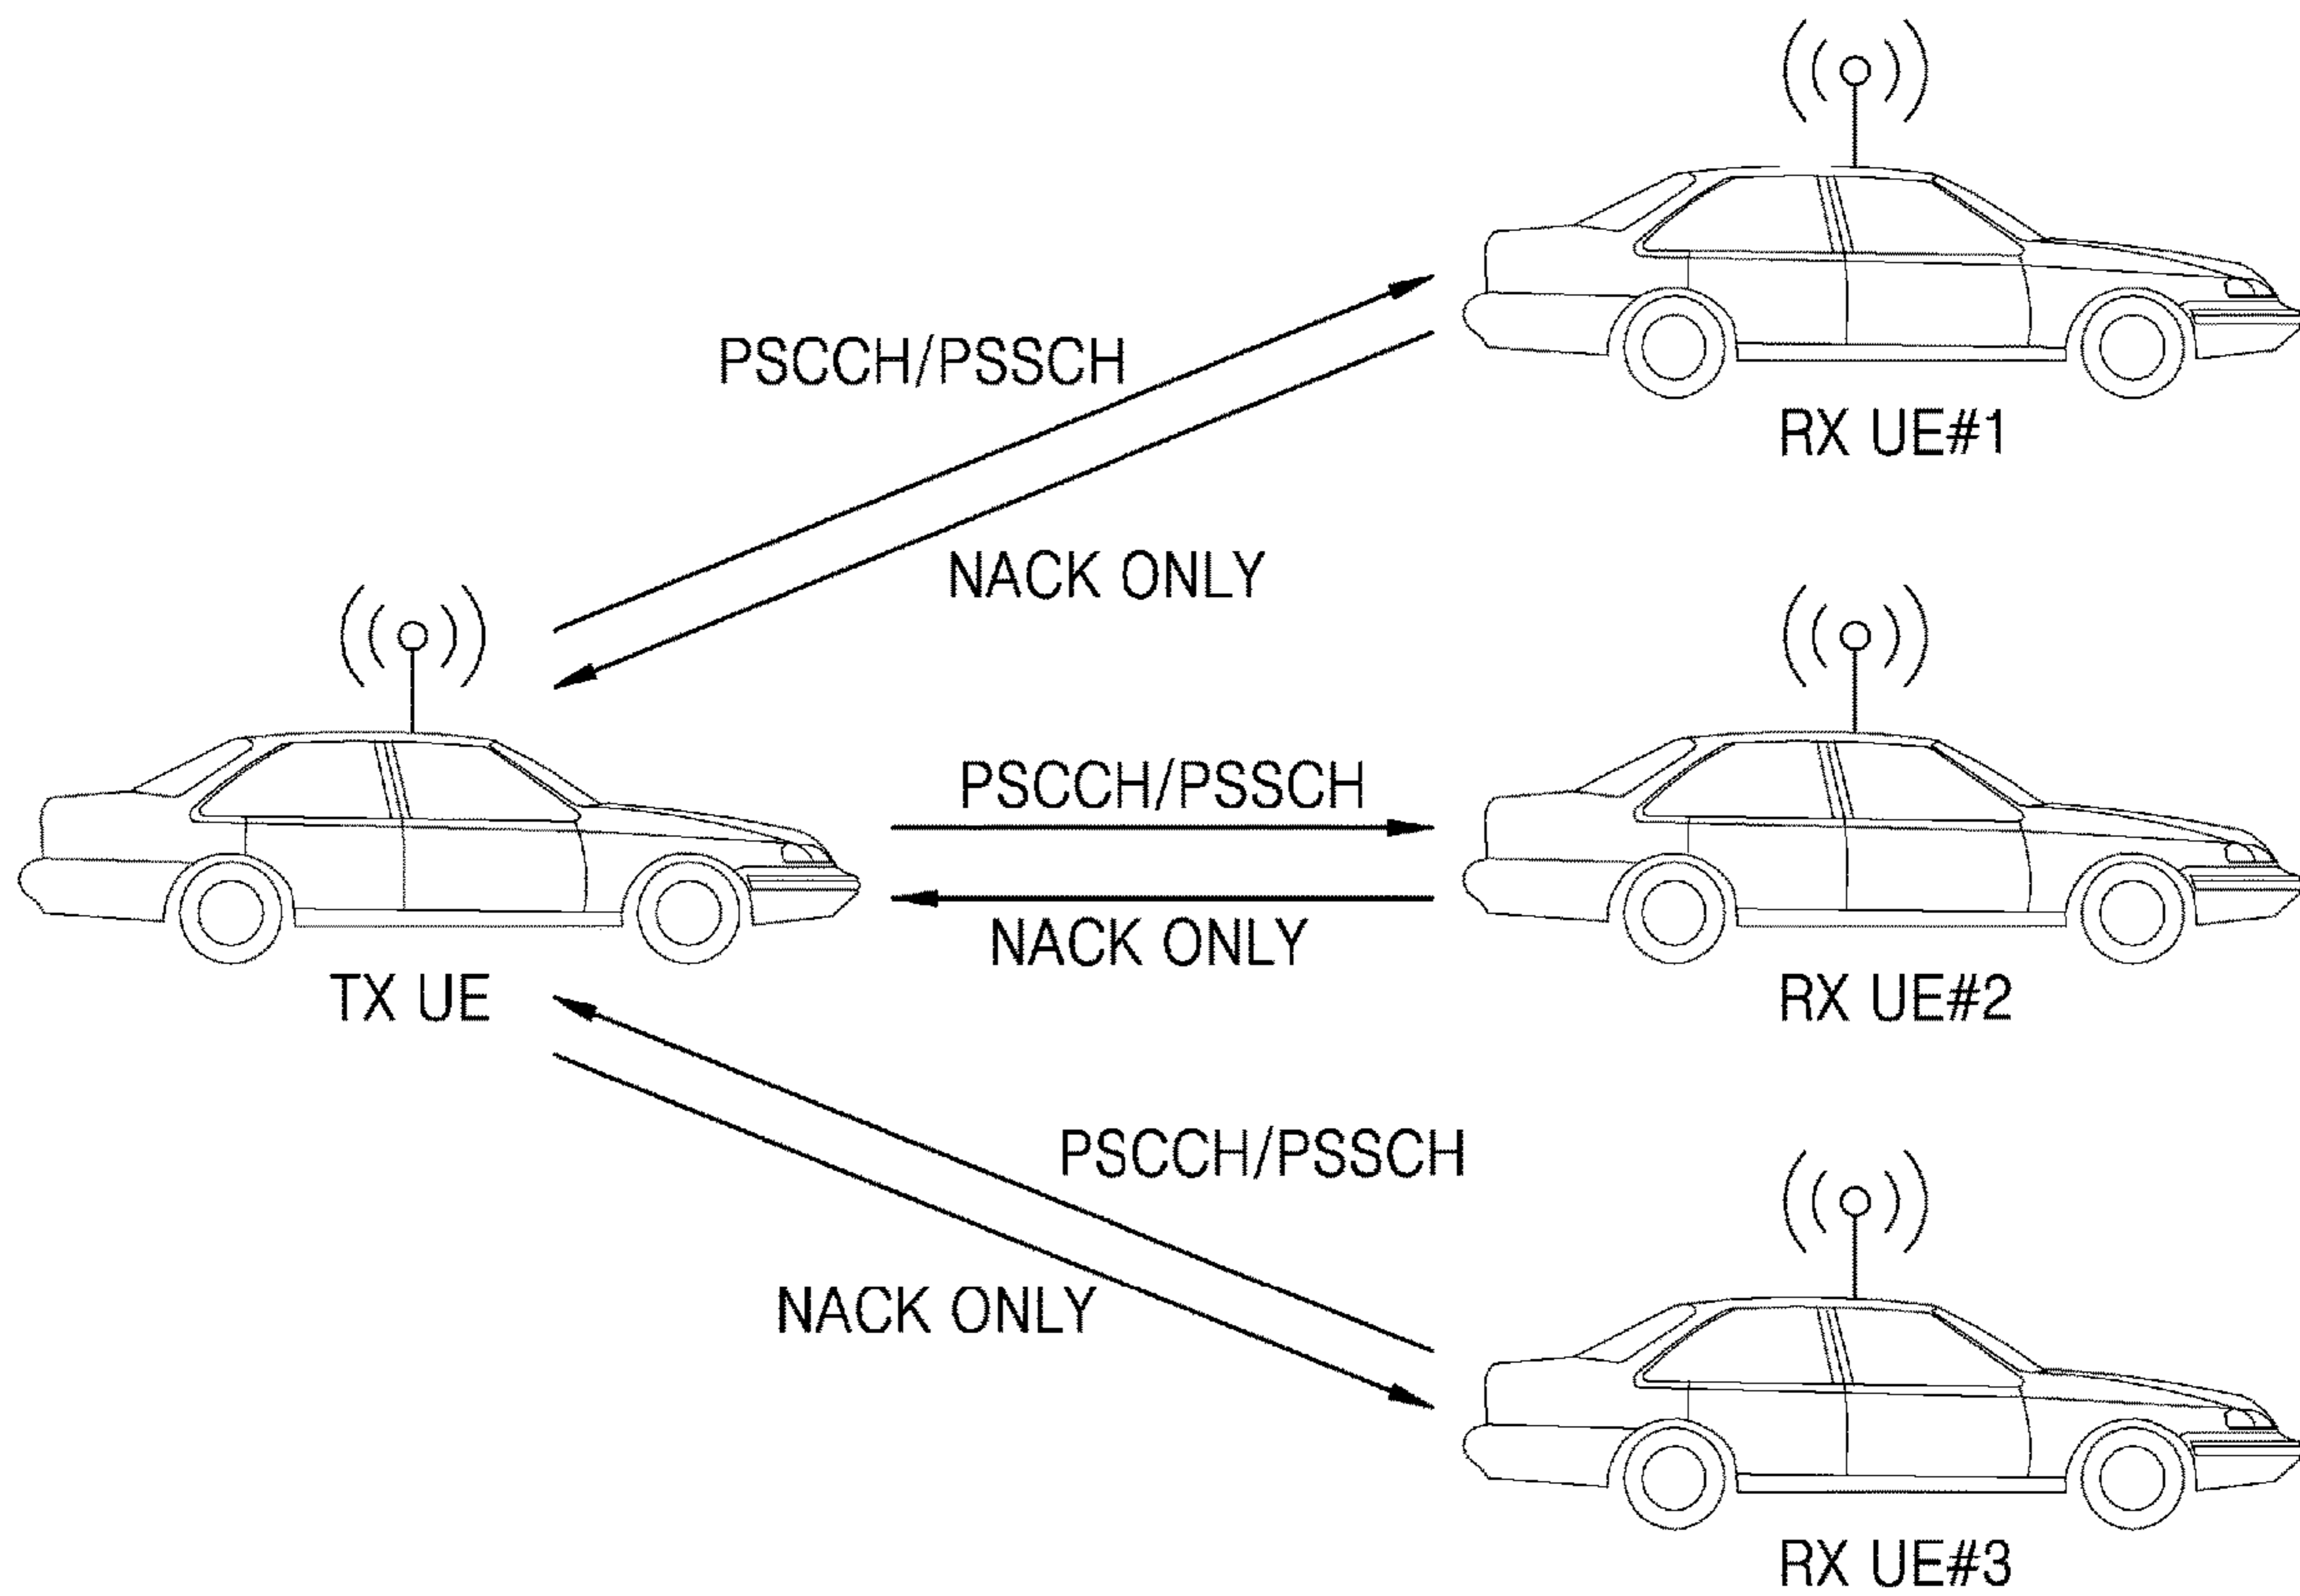 PSCCH/PSSCH
RX UE#1
NACK ONLY
PSCCH/PSSCH
NACK ONLY
TX UE
RX UE#2
PSCCH/PSSCH
NACK ONLY
RX UE#3